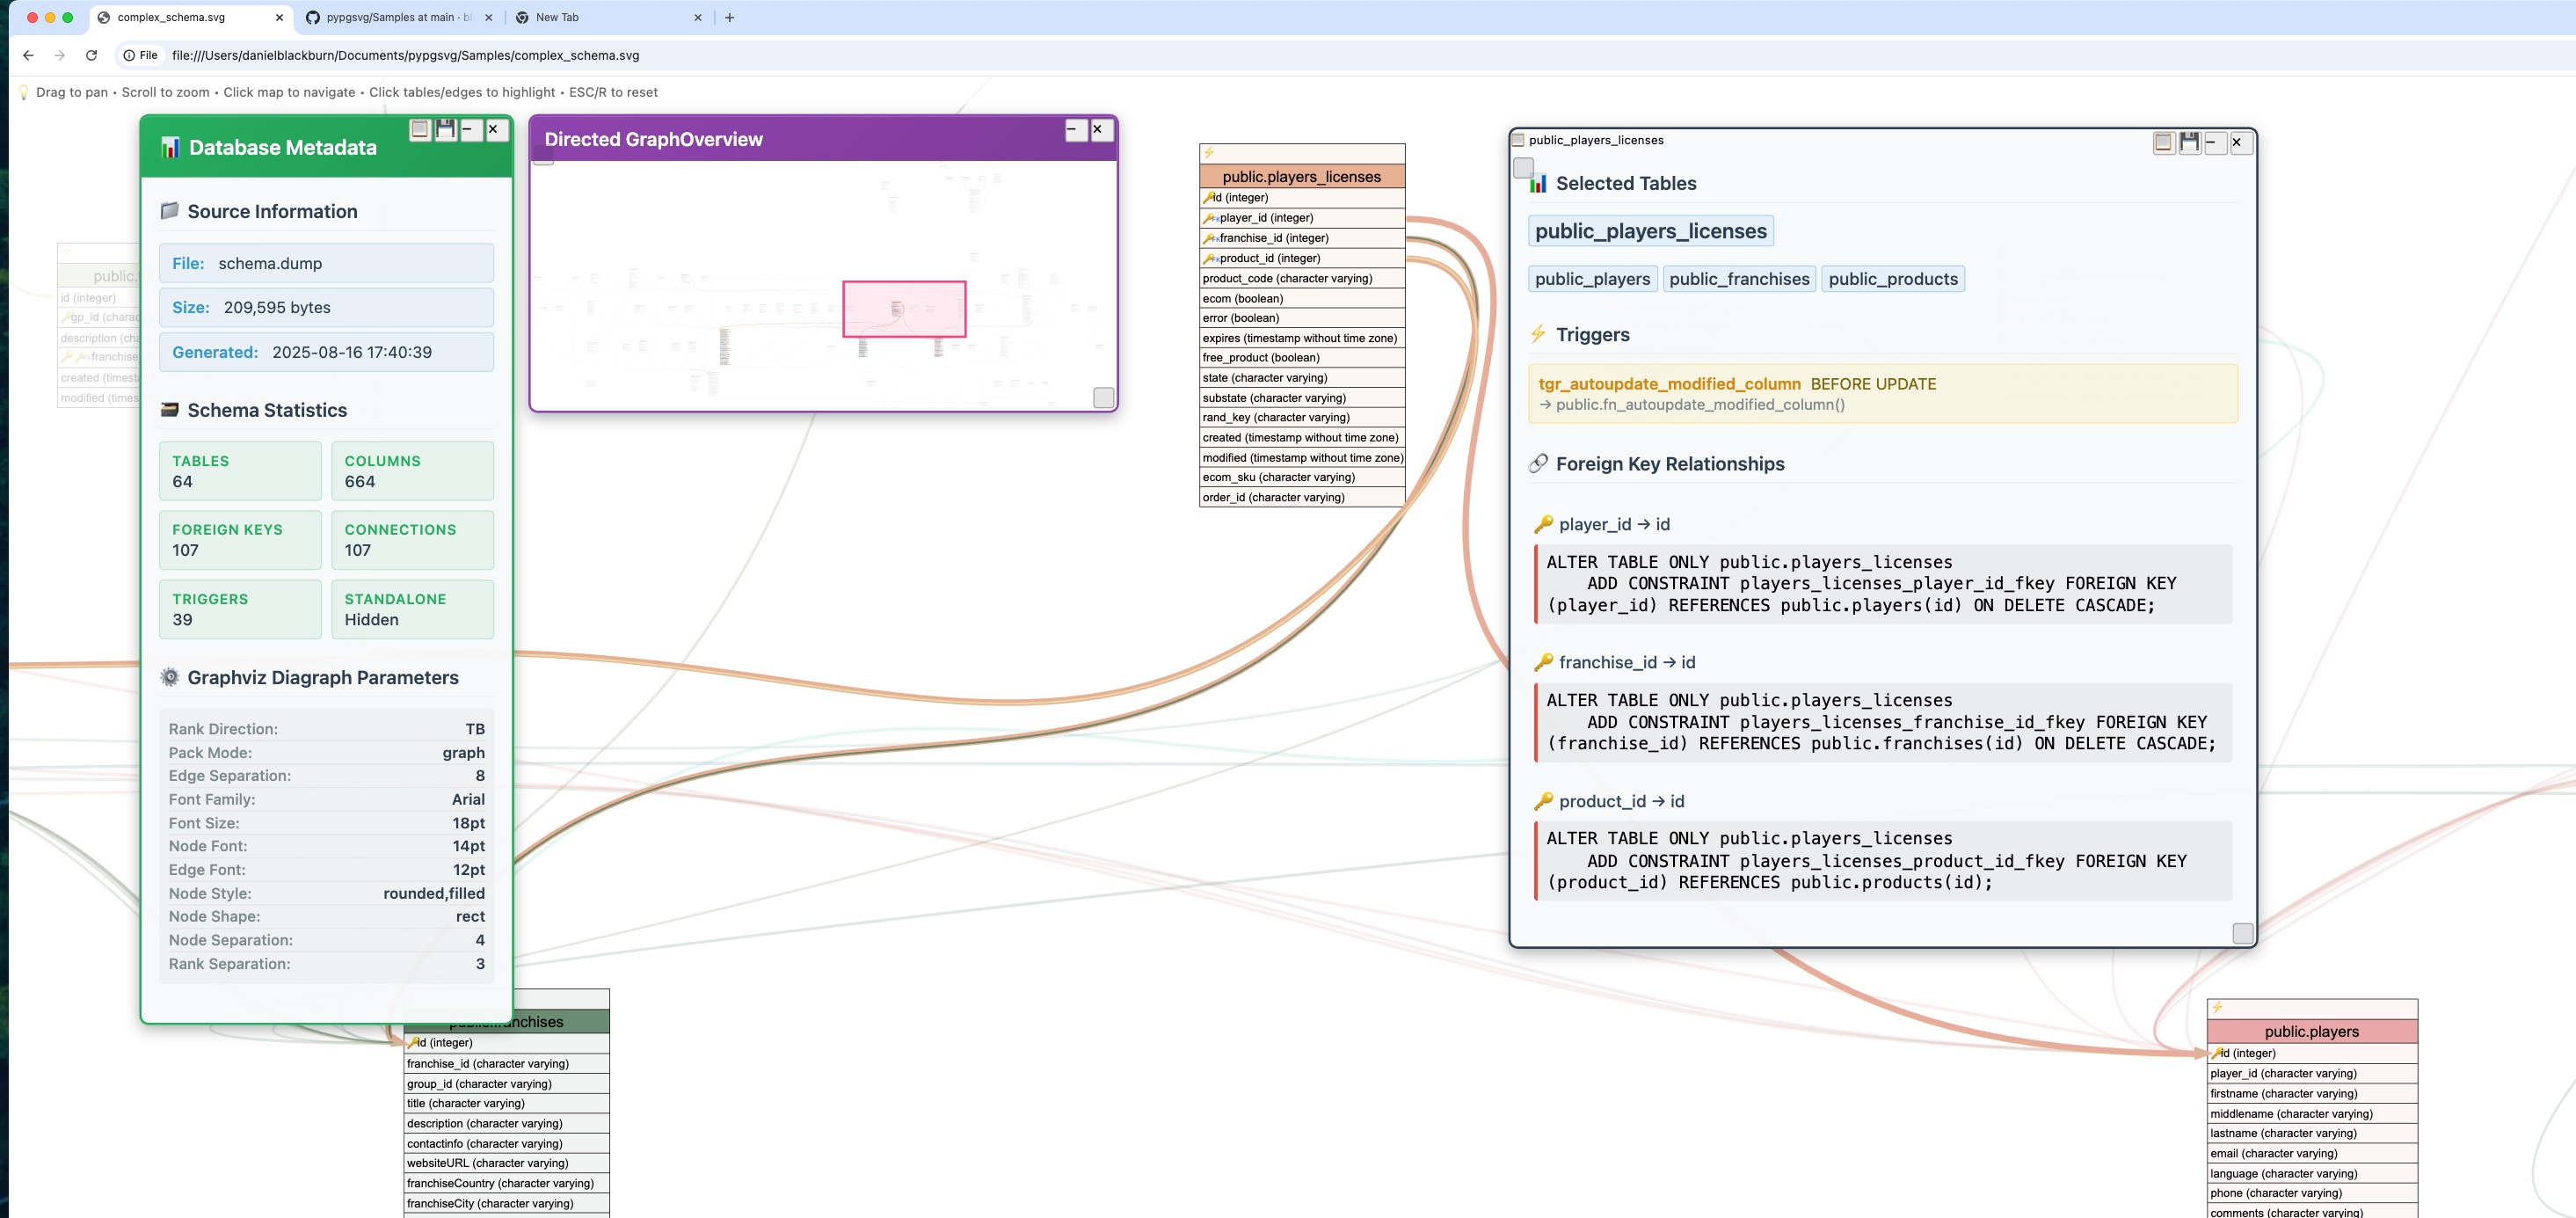 complex_schema.svg
pypgsvg/Samples at main · bl
New Tab
File
file:///Users/danielblackburn/Documents/pypgsvg/Samples/complex_schema.svg
Drag to pan • Scroll to zoom • Click map to navigate • Click tables/edges to highlight • ESC/R to reset
Database Metadata
Source Information
File: schema.dump
Size: 209,595 bytes
Generated: 2025-08-16 17:40:39
Schema Statistics
TABLES
64
COLUMNS
664
FOREIGN KEYS
107
CONNECTIONS
107
TRIGGERS
39
STANDALONE
Hidden
Graphviz Diagraph Parameters
Rank Direction: TB
Pack Mode: graph
Edge Separation: 8
Font Family: Arial
Font Size: 18pt
Node Font: 14pt
Edge Font: 12pt
Node Style: rounded,filled
Node Shape: rect
Node Separation: 4
Rank Separation: 3
public.
id (integer)
gp_id (charac
description (cha
franchise
created (timest
modified (times
Directed GraphOverview
public.players_licenses
id (integer)
player_id (integer)
franchise_id (integer)
product_id (integer)
product_code (character varying)
ecom (boolean)
error (boolean)
expires (timestamp without time zone)
free_product (boolean)
state (character varying)
substate (character varying)
rand_key (character varying)
created (timestamp without time zone)
modified (timestamp without time zone)
ecom_sku (character varying)
order_id (character varying)
public_players_licenses
Selected Tables
public_players_licenses
public_players public_franchises public_products
Triggers
tgr_autoupdate_modified_column BEFORE UPDATE
→ public.fn_autoupdate_modified_column()
Foreign Key Relationships
player_id → id
ALTER TABLE ONLY public.players_licenses
ADD CONSTRAINT players_licenses_player_id_fkey FOREIGN KEY
(player_id) REFERENCES public.players(id) ON DELETE CASCADE;
franchise_id → id
ALTER TABLE ONLY public.players_licenses
ADD CONSTRAINT players_licenses_franchise_id_fkey FOREIGN KEY
(franchise_id) REFERENCES public.franchises(id) ON DELETE CASCADE;
product_id → id
ALTER TABLE ONLY public.players_licenses
ADD CONSTRAINT players_licenses_product_id_fkey FOREIGN KEY
(product_id) REFERENCES public.products(id);
public.franchises
id (integer)
franchise_id (character varying)
group_id (character varying)
title (character varying)
description (character varying)
contactinfo (character varying)
websiteURL (character varying)
franchiseCountry (character varying)
franchiseCity (character varying)
public.players
id (integer)
player_id (character varying)
firstname (character varying)
middlename (character varying)
lastname (character varying)
email (character varying)
language (character varying)
phone (character varying)
comments (character varying)